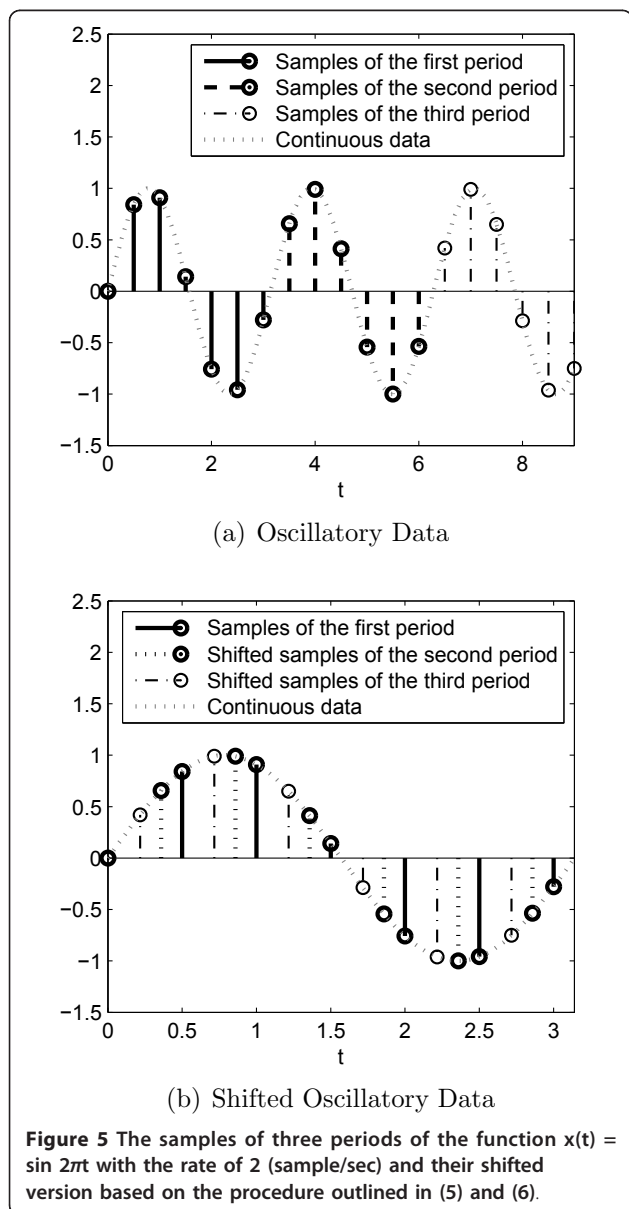 2.5
Samples of the first period
2
Samples of the second period
1.5
Samples of the third period
Continuous data
1
0.5
0
−0.5
−1
−1.5
0 2 4 6 8
t
(a) Oscillatory Data
2.5
Samples of the first period
2
Shifted samples of the second period
1.5
Shifted samples of the third period
Continuous data
1
0.5
0
−0.5
−1
−1.5
0 0.5 1 1.5 2 2.5 3
t
(b) Shifted Oscillatory Data
Figure 5 The samples of three periods of the function x(t) =
sin 2πt with the rate of 2 (sample/sec) and their shifted
version based on the procedure outlined in (5) and (6).